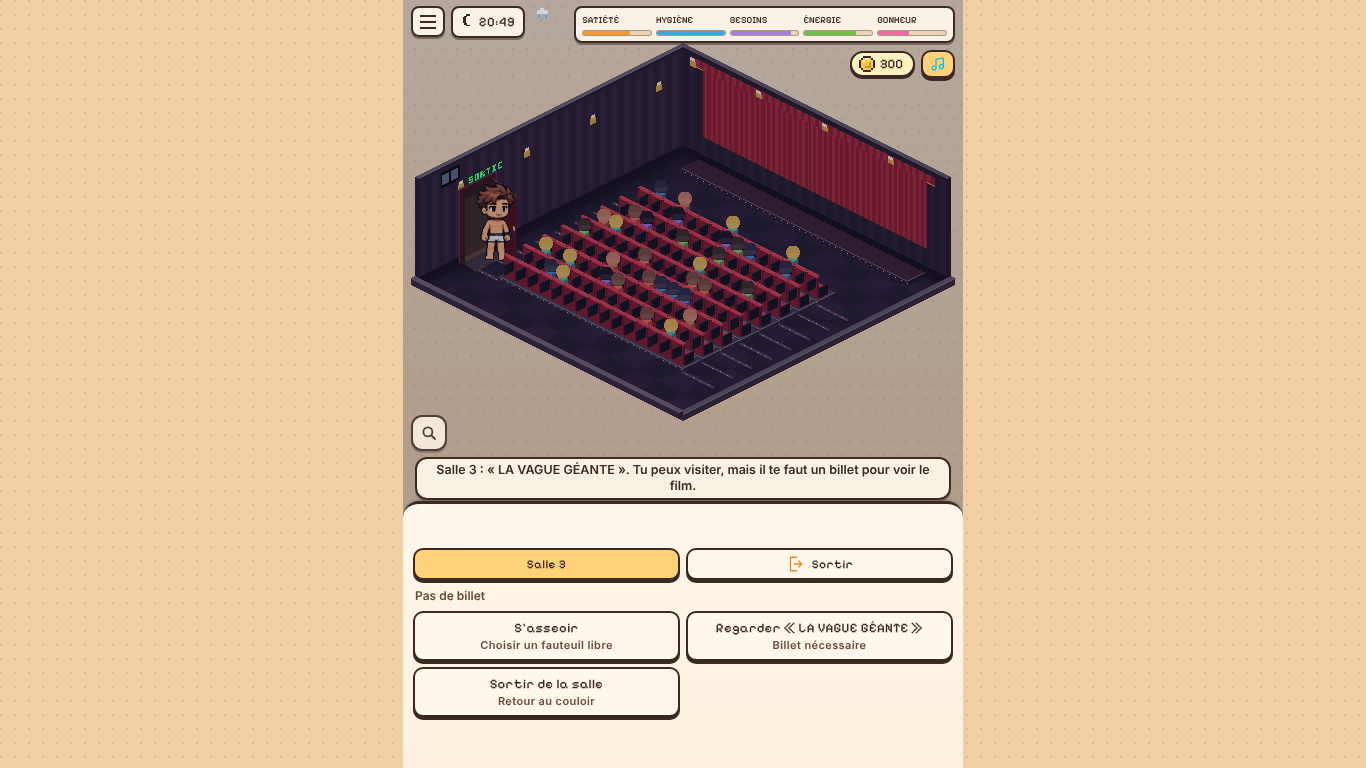 20:49
SATIÉTÉ HYGIÈNE BESOINS ÉNERGIE BONHEUR
300
SORTIE
Salle 3 : « LA VAGUE GÉANTE ». Tu peux visiter, mais il te faut un billet pour voir le
film.
Salle 3
Sortir
Pas de billet
S'asseoir
Choisir un fauteuil libre
Regarder « LA VAGUE GÉANTE »
Billet nécessaire
Sortir de la salle
Retour au couloir